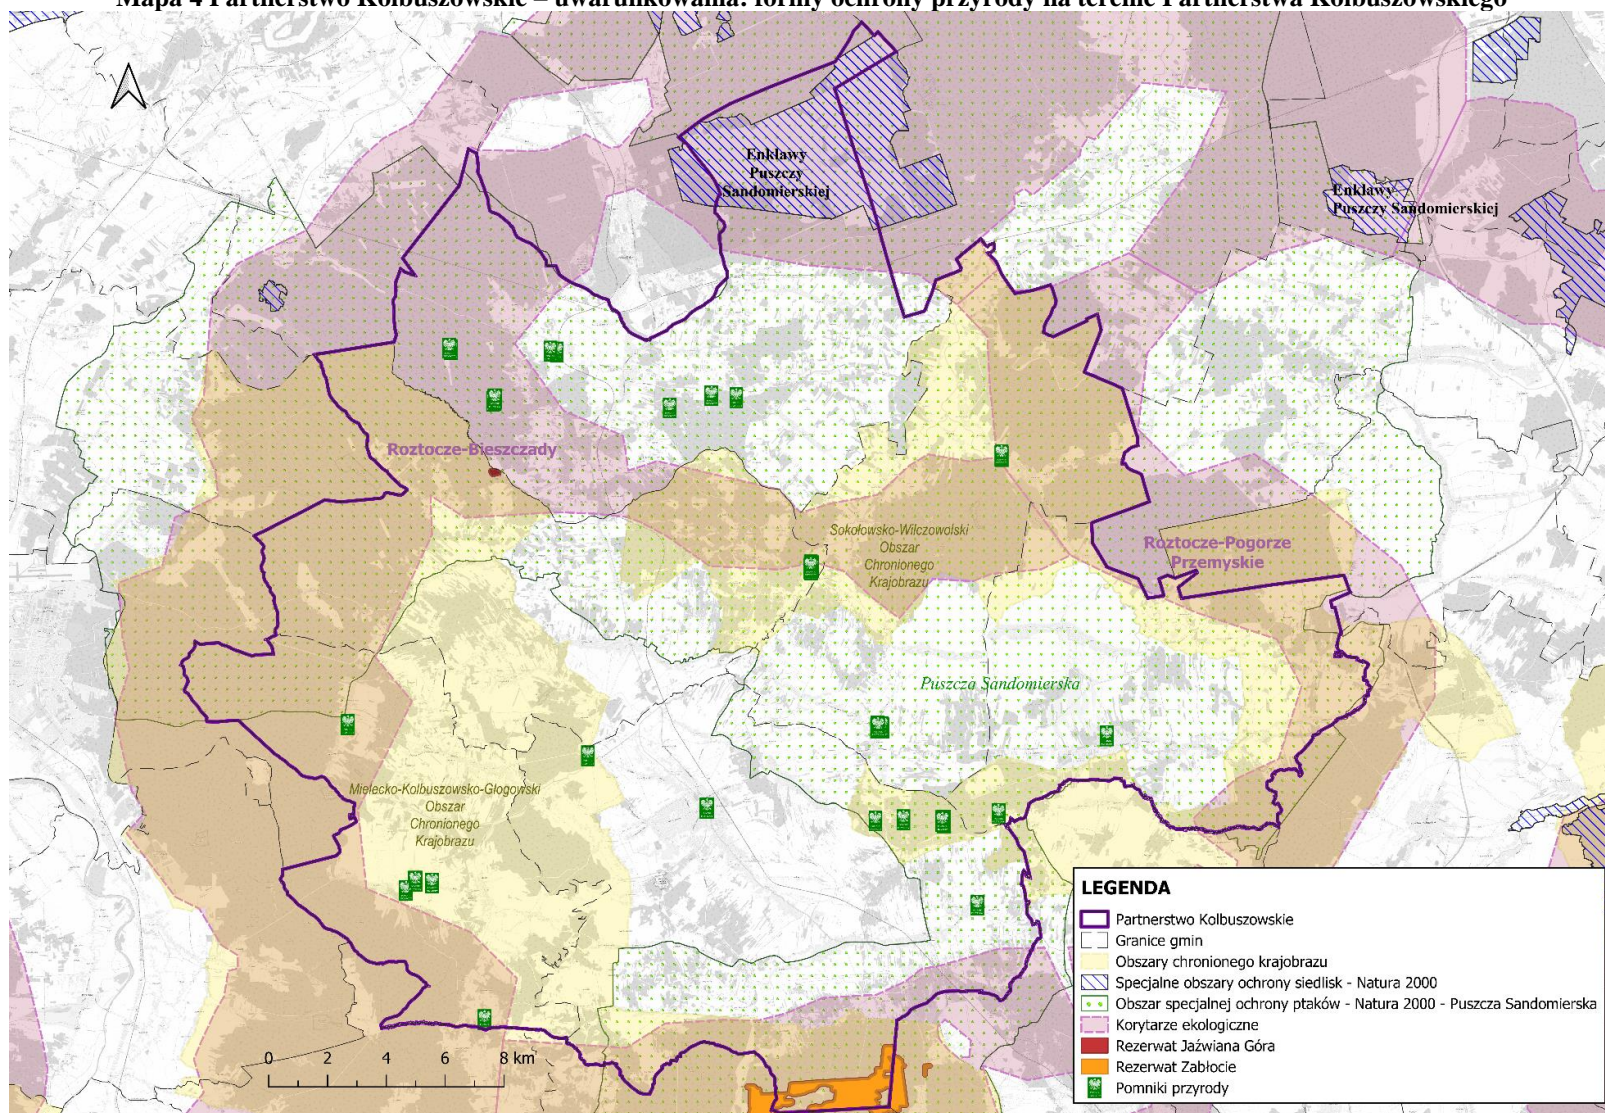 Mapa 4 Partnerstwo Kolbuszowskie – uwarunkowania: formy ochrony przyrody na terenie Partnerstwa Kolbuszowskiego
Enklawy
Puszczy
Sandomierskiej
Enklawy
Puszczy Sandomierskiej
Roztocze-Bieszczady
Sokołowsko-Wilczowolski
Obszar
Chronionego
Krajobrazu
Roztocze-Pogorze
Przemyskie
Puszcza Sandomierska
Mielecko-Kolbuszowsko-Głogowski
Obszar
Chronionego
Krajobrazu
0 2 4 6 8 km
LEGENDA
Partnerstwo Kolbuszowskie
Granice gmin
Obszary chronionego krajobrazu
Specjalne obszary ochrony siedlisk - Natura 2000
Obszar specjalnej ochrony ptaków - Natura 2000 - Puszcza Sandomierska
Korytarze ekologiczne
Rezerwat Jaźwiana Góra
Rezerwat Zabłocie
Pomniki przyrody